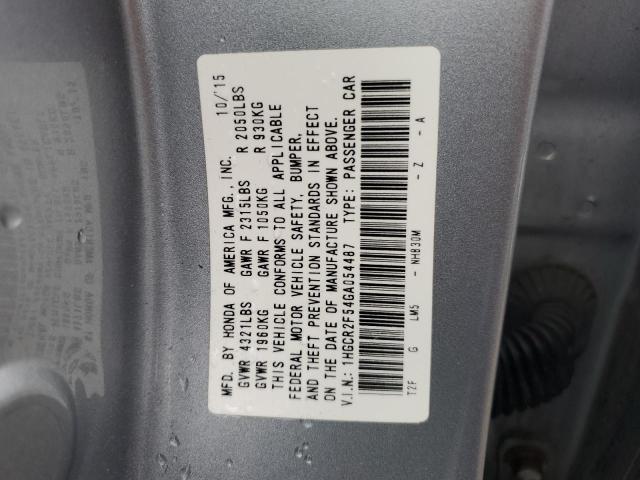 MFD. BY HONDA OF AMERICA MFG., INC. 10/'15
GVWR 4321LBS GAWR F 2315LBS R 2050LBS
GVWR 1960KG GAWR F 1050KG R 930KG
THIS VEHICLE CONFORMS TO ALL APPLICABLE
FEDERAL MOTOR VEHICLE SAFETY, BUMPER,
AND THEFT PREVENTION STANDARDS IN EFFECT
ON THE DATE OF MANUFACTURE SHOWN ABOVE.
V.I.N.: 1HGCR2F54GA054487 TYPE: PASSENGER CAR
T2F G LM5 - NH830M - Z - A